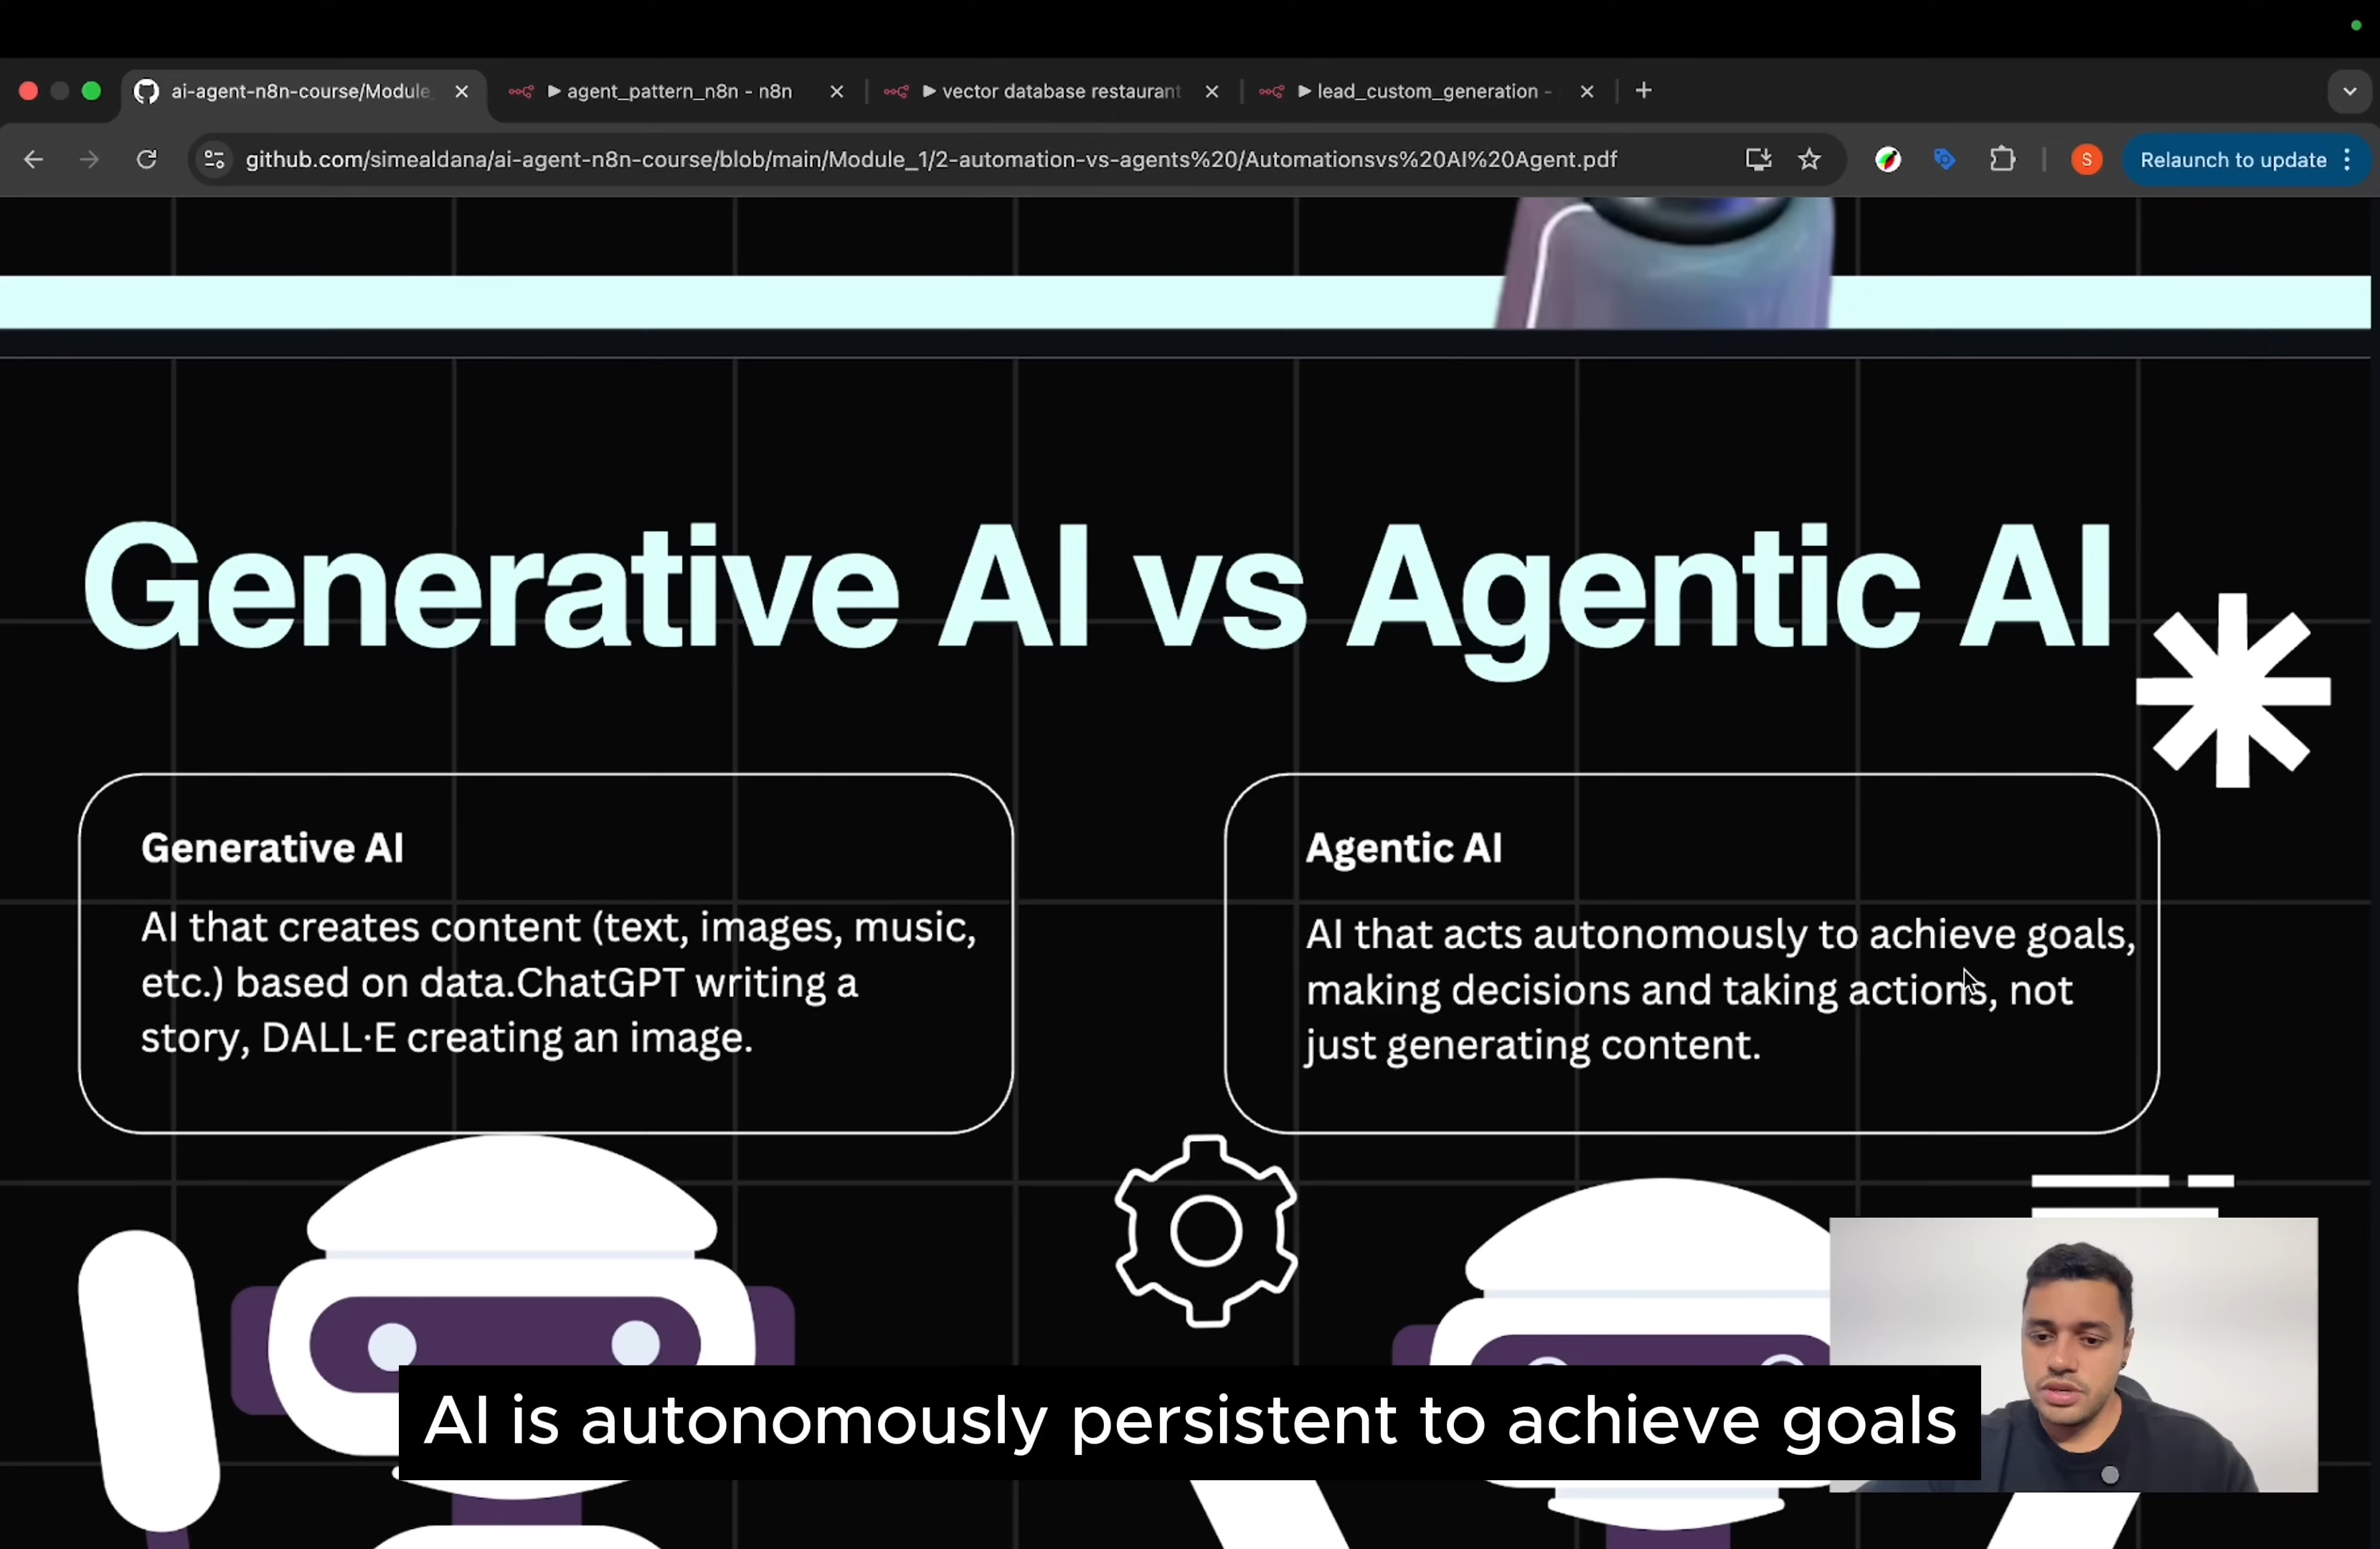 ai-agent-n8n-course/Module_
agent_pattern_n8n - n8n
vector database restaurant
lead_custom_generation -
github.com/simealdana/ai-agent-n8n-course/blob/main/Module_1/2-automation-vs-agents%20/Automationsvs%20AI%20Agent.pdf
S
Relaunch to update
Generative AI vs Agentic AI
Generative AI
AI that creates content (text, images, music,
etc.) based on data.ChatGPT writing a
story, DALL·E creating an image.
Agentic AI
AI that acts autonomously to achieve goals,
making decisions and taking actions, not
just generating content.
AI is autonomously persistent to achieve goals